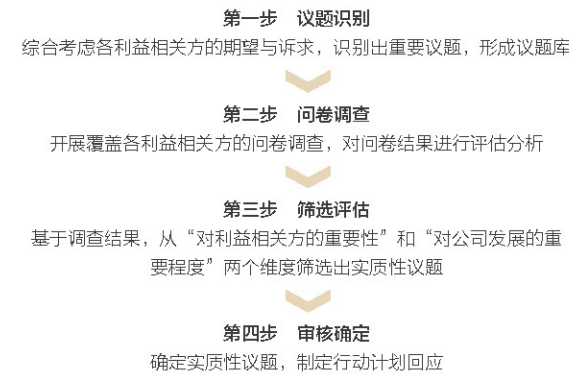 第一步 议题识别
综合考虑各利益相关方的期望与诉求，识别出重要议题，形成议题库
第二步 问卷调查
开展覆盖各利益相关方的问卷调查，对问卷结果进行评估分析
第三步 筛选评估
基于调查结果，从“对利益相关方的重要性”和“对公司发展的重
要程度”两个维度筛选出实质性议题
第四步 审核确定
确定实质性议题，制定行动计划回应